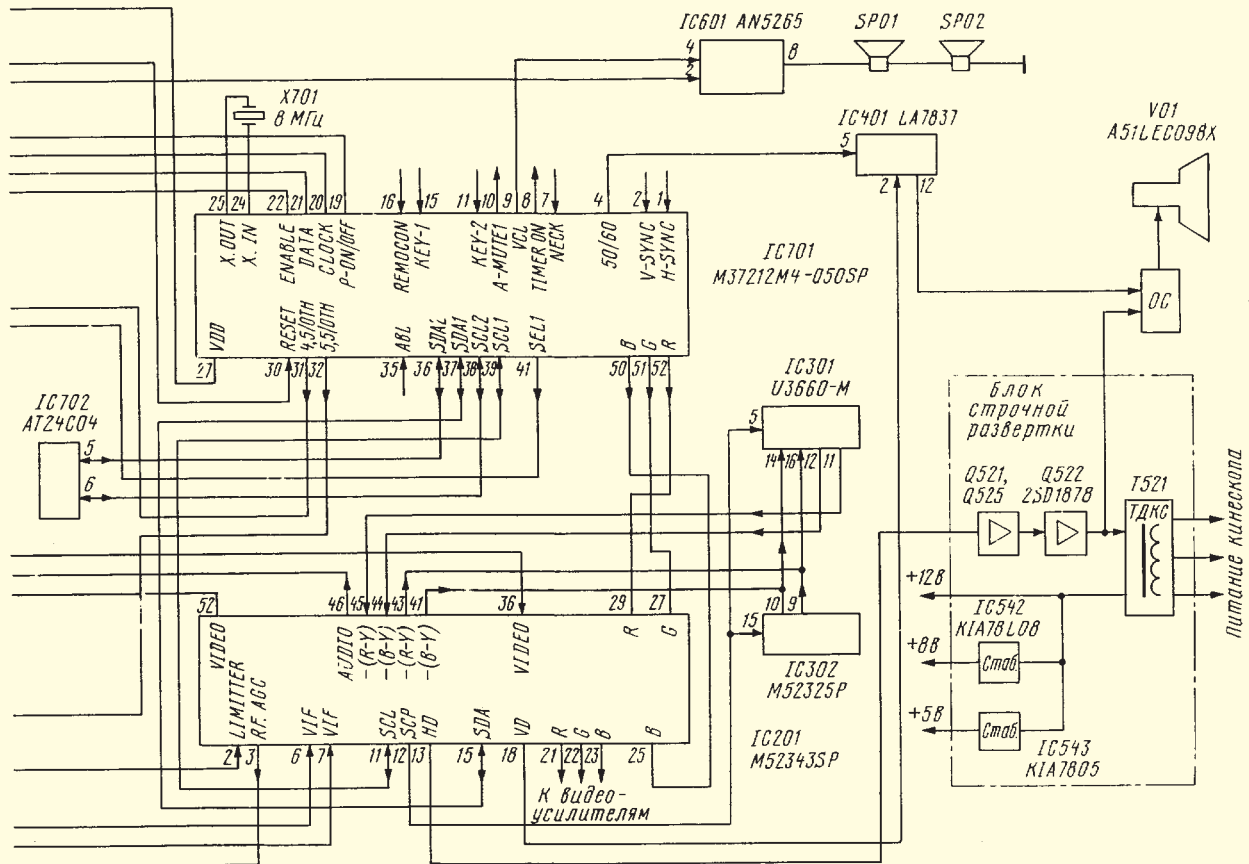 IC601 AN5265
SP01
SP02
4
2
8
X701
8 МГц
IC401 LA7837
5
2
12
V01
A51LEC098X
25
24
22
21
20
19
16
15
11
10
9
8
7
4
2
1
X.OUT
X.IN
ENABLE
DATA
CLOCK
P-ON/OFF
REMOCON
KEY-1
KEY-2
A-MUTE1
VCL
TIMER ON
NECK
50/60
V-SYNC
H-SYNC
IC701
M37212M4-050SP
ОС
VDD
RESET
4,5/OTH
5,5/OTH
ABL
SDA2
SDA1
SCL2
SCL1
SEL1
B
G
R
27
30
31
32
35
36
37
38
39
41
50
51
52
IC702
AT24C04
5
6
IC301
U3660-M
5
14
16
12
11
Блок
строчной
развертки
Q521,
Q525
Q522
2SD1878
T521
ТДКС
Питание кинескопа
+12В
IC542
KIA78L08
+8В
Стаб.
+5В
Стаб.
IC543
KIA7805
52
46
45
44
43
41
36
29
27
10
9
15
IC302
M52325P
VIDEO
AUDIO
-(R-Y)
-(B-Y)
-(R-Y)
-(B-Y)
VIDEO
R
G
LIMITTER
RF. AGC
VIF
VIF
SCL
SCP
HD
SDA
VD
R
G
B
B
IC201
M52343SP
2
3
6
7
11
12
13
15
18
21
22
23
25
К видео-
усилителям